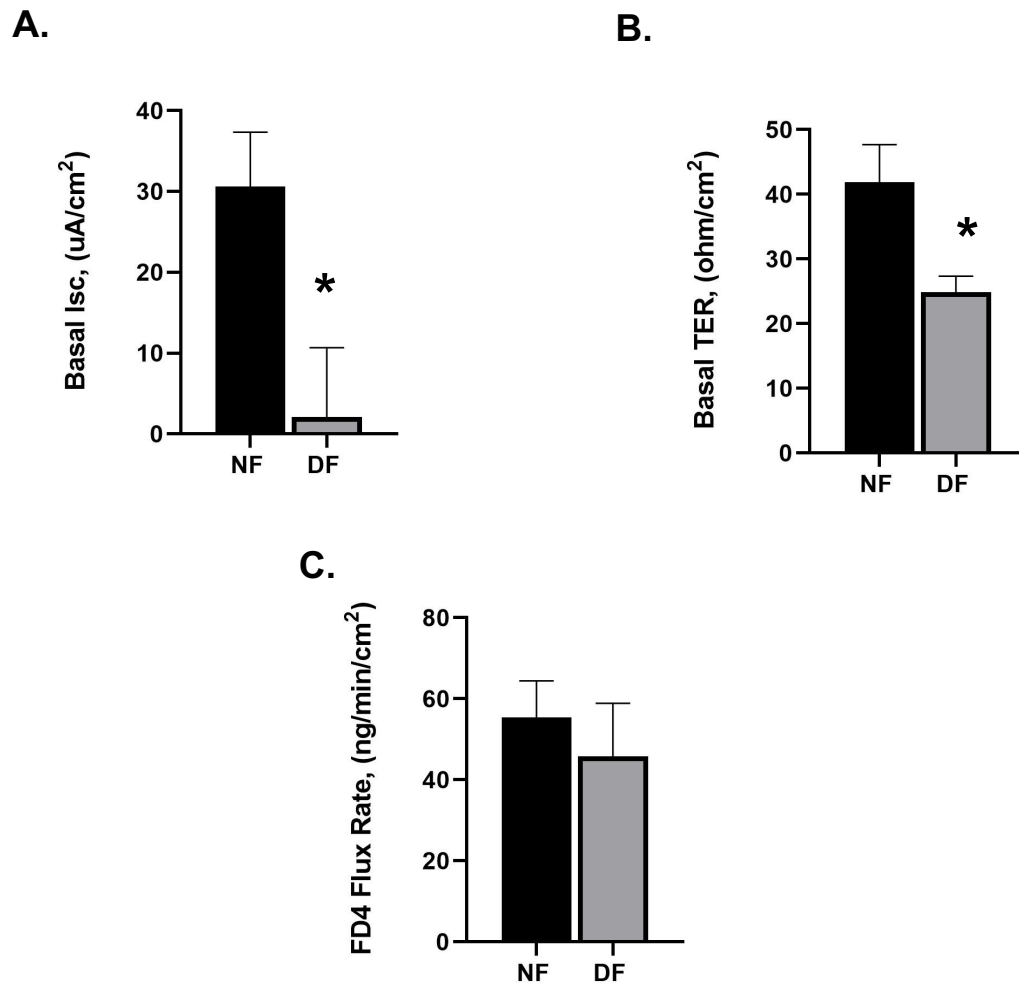 A.
Basal Isc, (uA/cm²)
40
30
20
10
0
*
NF DF
B.
Basal TER, (ohm/cm²)
50
40
30
20
10
0
*
NF DF
C.
FD4 Flux Rate, (ng/min/cm²)
80
60
40
20
0
NF DF